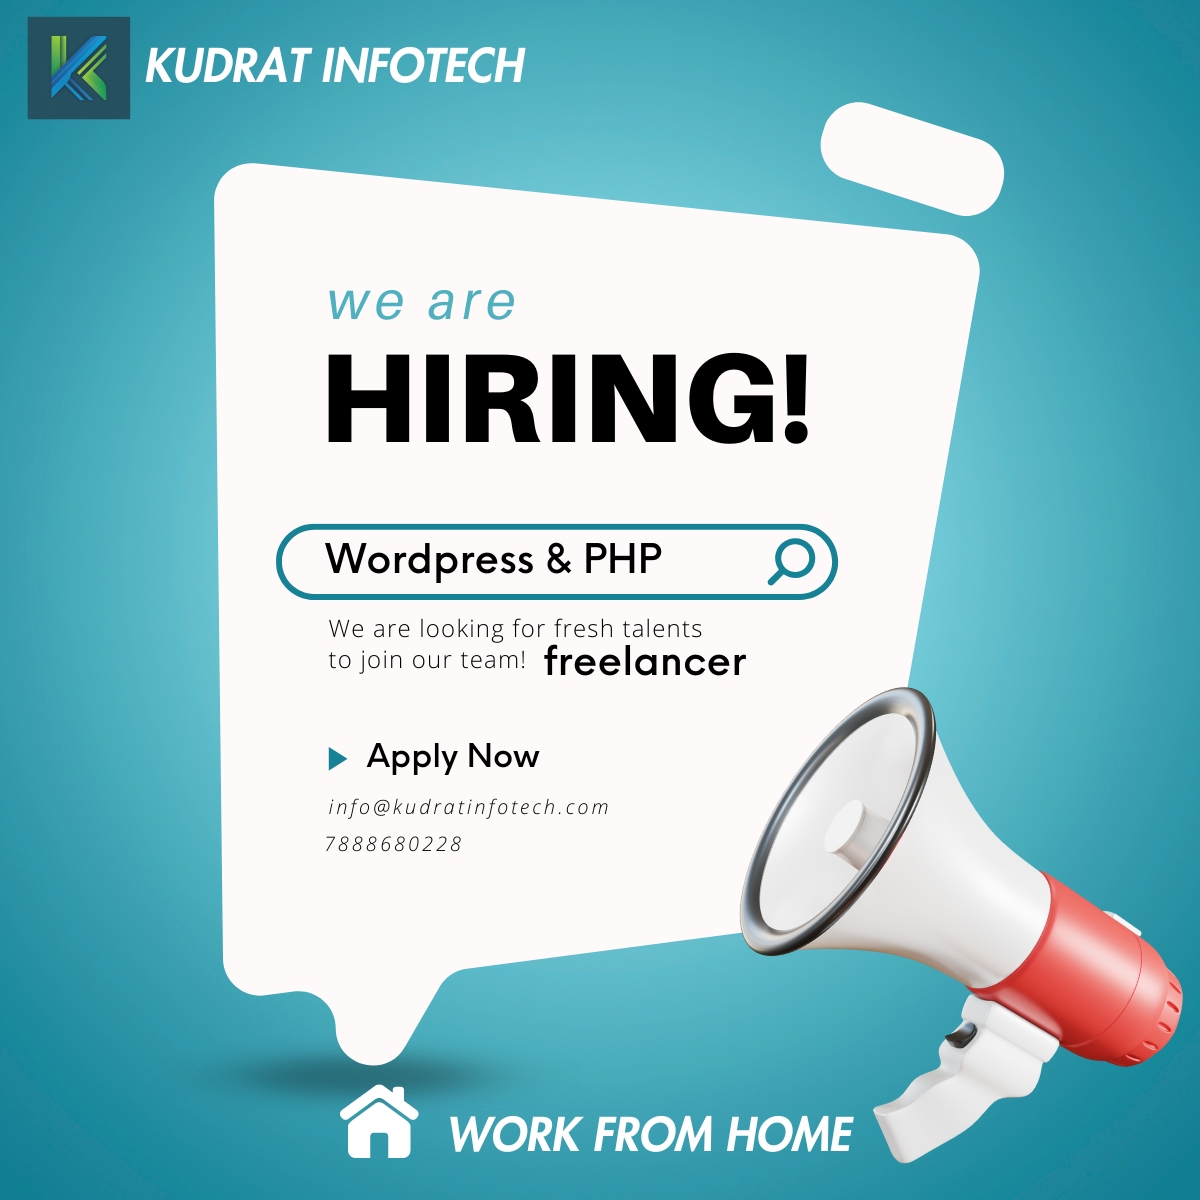 KUDRAT INFOTECH
we are
HIRING!
Wordpress & PHP
We are looking for fresh talents
to join our team! freelancer
Apply Now
info@kudratinfotech.com
7888680228
WORK FROM HOME